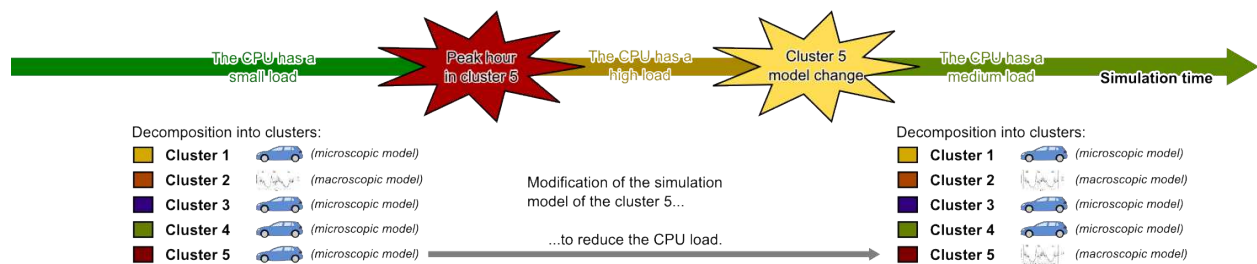 The CPU has a
small load
Peak hour
in cluster 5
The CPU has a
high load
Cluster 5
model change
The CPU has a
medium load
Simulation time
Decomposition into clusters:
Cluster 1 (microscopic model)
Cluster 2 (macroscopic model)
Cluster 3 (microscopic model)
Cluster 4 (microscopic model)
Cluster 5 (microscopic model)
Modification of the simulation
model of the cluster 5...
...to reduce the CPU load.
Decomposition into clusters:
Cluster 1 (microscopic model)
Cluster 2 (macroscopic model)
Cluster 3 (microscopic model)
Cluster 4 (microscopic model)
Cluster 5 (macroscopic model)